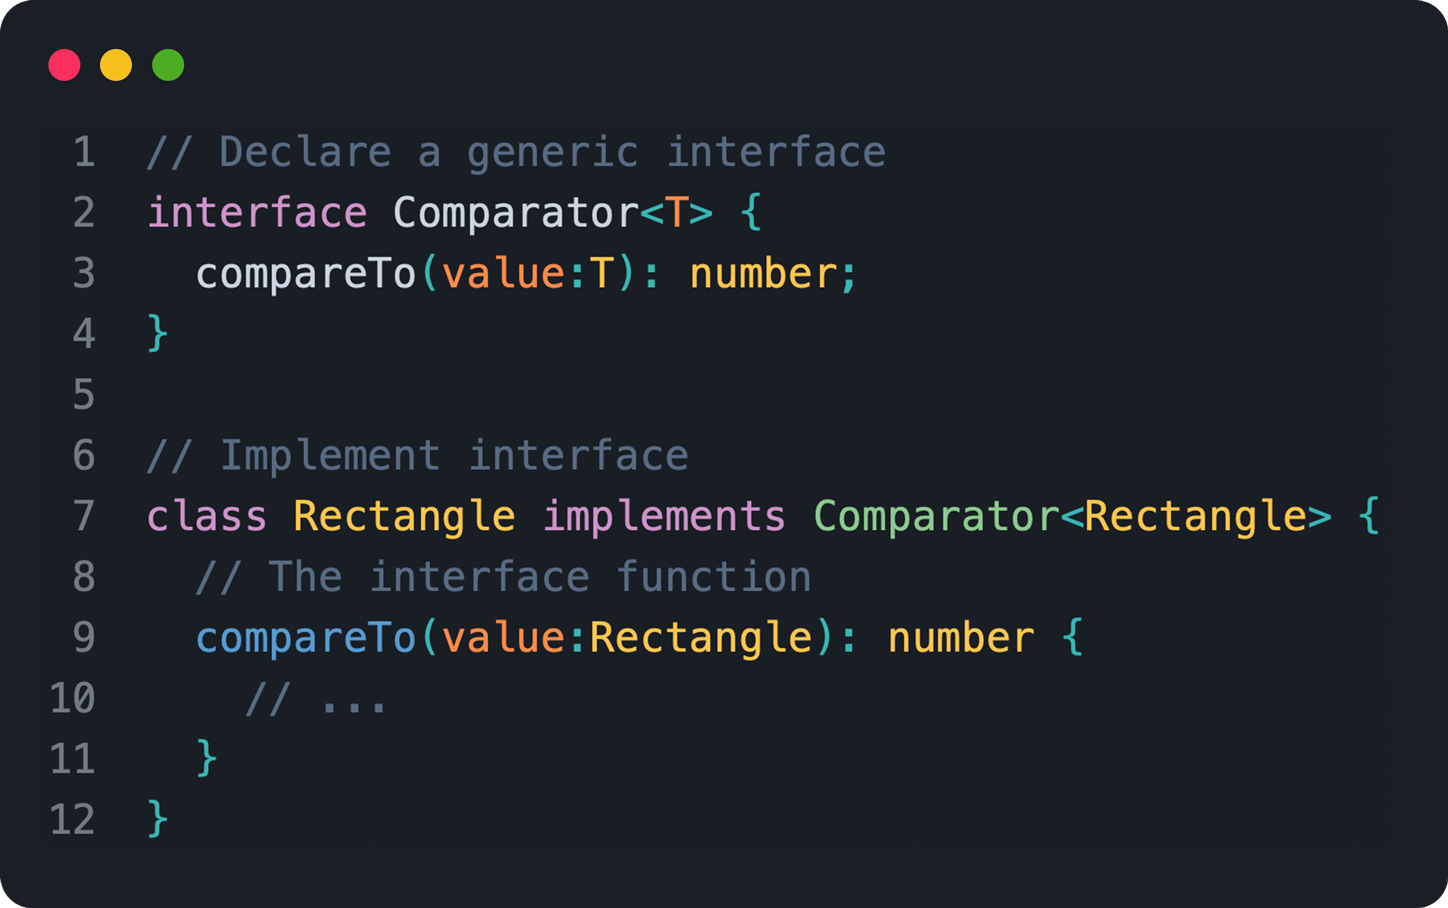 1 // Declare a generic interface
2 interface Comparator<T> {
3   compareTo(value:T): number;
4 }
5
6 // Implement interface
7 class Rectangle implements Comparator<Rectangle> {
8   // The interface function
9   compareTo(value:Rectangle): number {
10     // ...
11   }
12 }